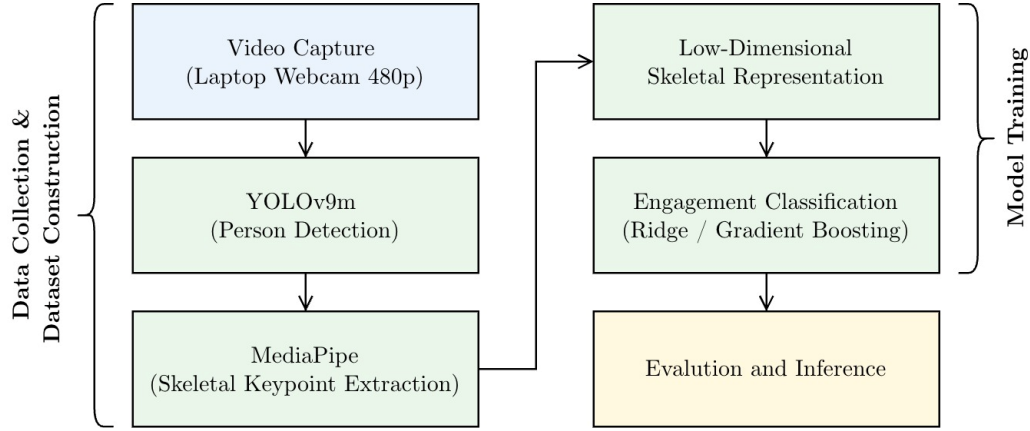 Data Collection &
Dataset Construction
Video Capture
(Laptop Webcam 480p)
YOLOv9m
(Person Detection)
MediaPipe
(Skeletal Keypoint Extraction)
Low-Dimensional
Skeletal Representation
Engagement Classification
(Ridge / Gradient Boosting)
Evalution and Inference
Model Training